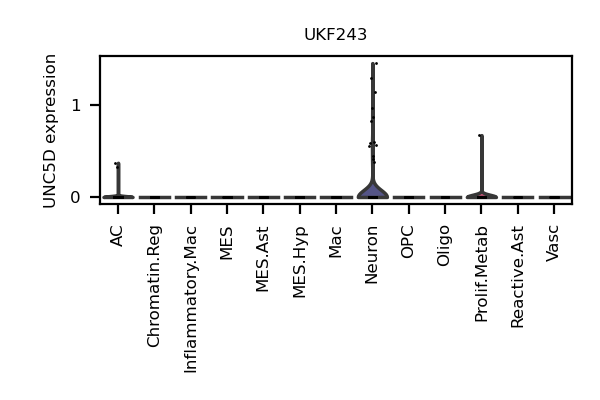 UKF243
UNC5D expression
1
0
AC
Chromatin.Reg
Inflammatory.Mac
MES
MES.Ast
MES.Hyp
Mac
Neuron
OPC
Oligo
Prolif.Metab
Reactive.Ast
Vasc